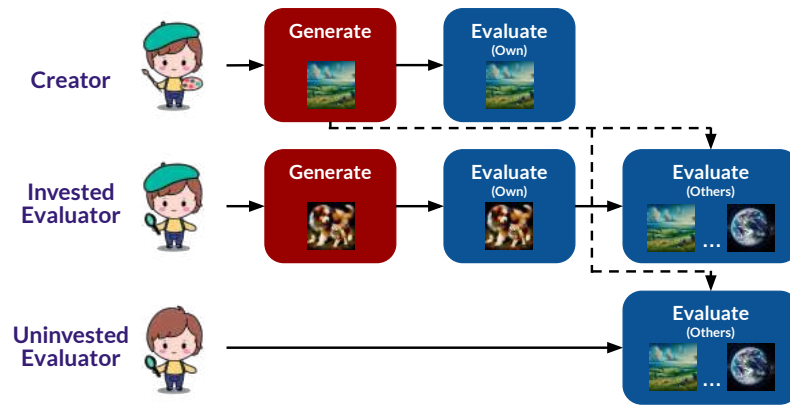 Creator
Generate
Evaluate
(Own)
Invested
Evaluator
Generate
Evaluate
(Own)
Evaluate
(Others)
...
Uninvested
Evaluator
Evaluate
(Others)
...